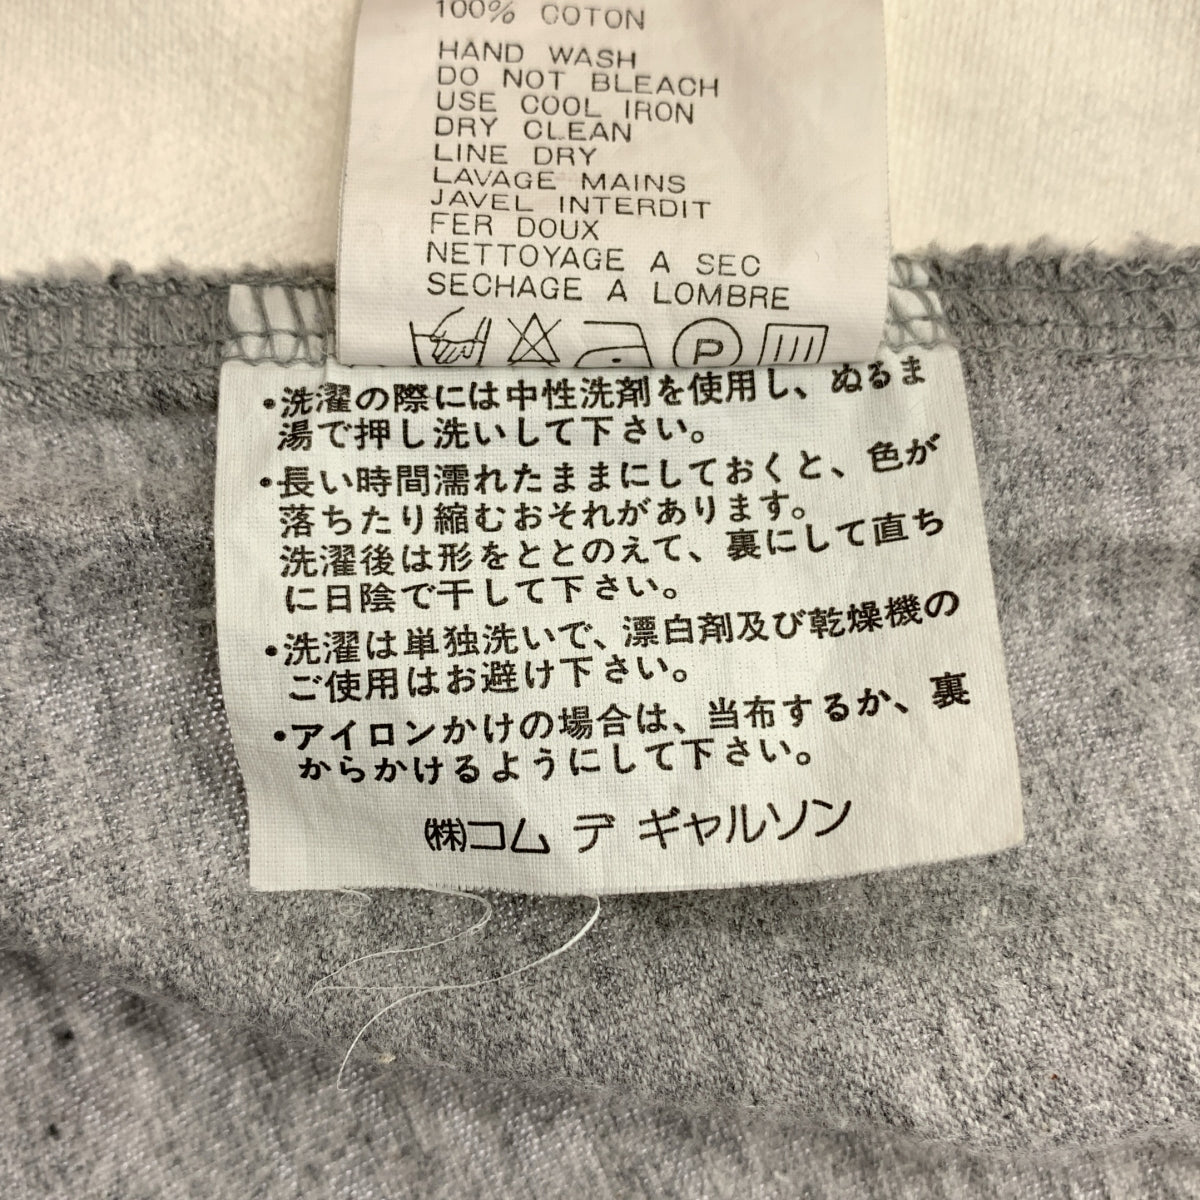 100% COTON
HAND WASH
DO NOT BLEACH
USE COOL IRON
DRY CLEAN
LINE DRY
LAVAGE MAINS
JAVEL INTERDIT
FER DOUX
NETTOYAGE A SEC
SECHAGE A LOMBRE
P
・洗濯の際には中性洗剤を使用し、ぬるま
湯で押し洗いして下さい。
・長い時間濡れたままにしておくと、色が
落ちたり縮むおそれがあります。
洗濯後は形をととのえて、裏にして直ち
に日陰で干して下さい。
・洗濯は単独洗いで、漂白剤及び乾燥機の
ご使用はお避け下さい。
・アイロンかけの場合は、当布するか、裏
からかけるようにして下さい。
㈱コム デ ギャルソン